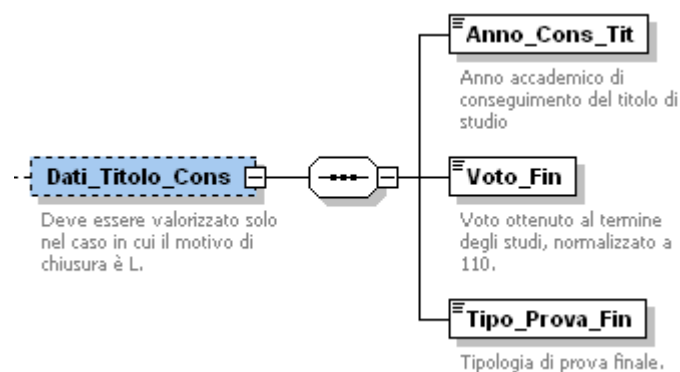 Anno_Cons_Tit
Anno accademico di
conseguimento del titolo di
studio
Dati_Titolo_Cons
Deve essere valorizzato solo
nel caso in cui il motivo di
chiusura è L.
Voto_Fin
Voto ottenuto al termine
degli studi, normalizzato a
110.
Tipo_Prova_Fin
Tipologia di prova finale.